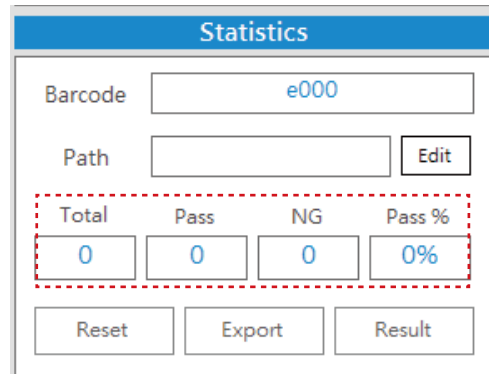 Statistics
Barcode e000
Path Edit
Total Pass NG Pass %
0 0 0 0%
Reset Export Result